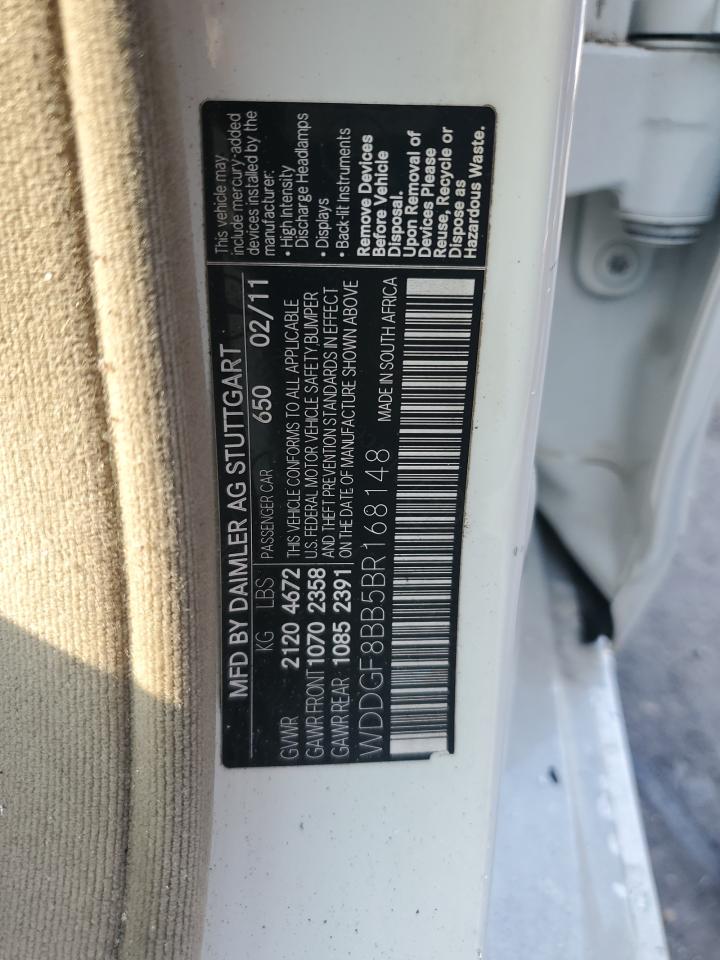 MFD BY DAIMLER AG STUTTGART
KG LBS PASSENGER CAR 650 02/11
GVWR 2120 4672
GAWR FRONT 1070 2358
GAWR REAR 1085 2391
THIS VEHICLE CONFORMS TO ALL APPLICABLE
U.S. FEDERAL MOTOR VEHICLE SAFETY, BUMPER
AND THEFT PREVENTION STANDARDS IN EFFECT
ON THE DATE OF MANUFACTURE SHOWN ABOVE
WDDGF8BB5BR168148 MADE IN SOUTH AFRICA
This vehicle may
include mercury-added
devices installed by the
manufacturer:
• High Intensity
Discharge Headlamps
• Displays
• Back-lit Instruments
Remove Devices
Before Vehicle
Disposal.
Upon Removal of
Devices Please
Reuse, Recycle or
Dispose as
Hazardous Waste.